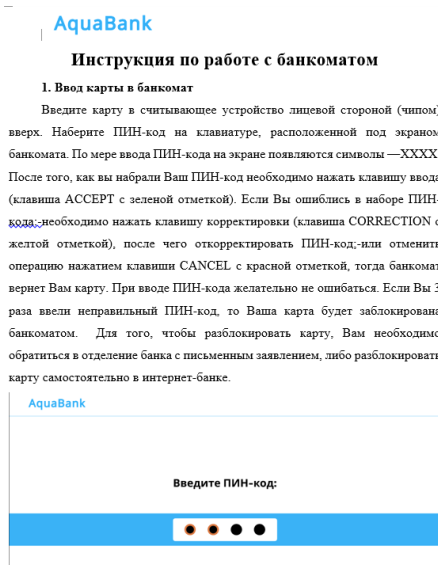 AquaBank
Инструкция по работе с банкоматом
1. Ввод карты в банкомат
Введите карту в считывающее устройство лицевой стороной (чипом)
вверх. Наберите ПИН-код на клавиатуре, расположенной под экраном
банкомата. По мере ввода ПИН-кода на экране появляются символы —XXXX.
После того, как вы набрали Ваш ПИН-код необходимо нажать клавишу ввода
(клавиша ACCEPT с зеленой отметкой). Если Вы ошиблись в наборе ПИН-
кода;-необходимо нажать клавишу корректировки (клавиша CORRECTION с
желтой отметкой), после чего откорректировать ПИН-код;-или отменить
операцию нажатием клавиши CANCEL с красной отметкой, тогда банкомат
вернет Вам карту. При вводе ПИН-кода желательно не ошибаться. Если Вы 3
раза ввели неправильный ПИН-код, то Ваша карта будет заблокирована
банкоматом. Для того, чтобы разблокировать карту, Вам необходимо
обратиться в отделение банка с письменным заявлением, либо разблокировать
карту самостоятельно в интернет-банке.
AquaBank
Введите ПИН-код: